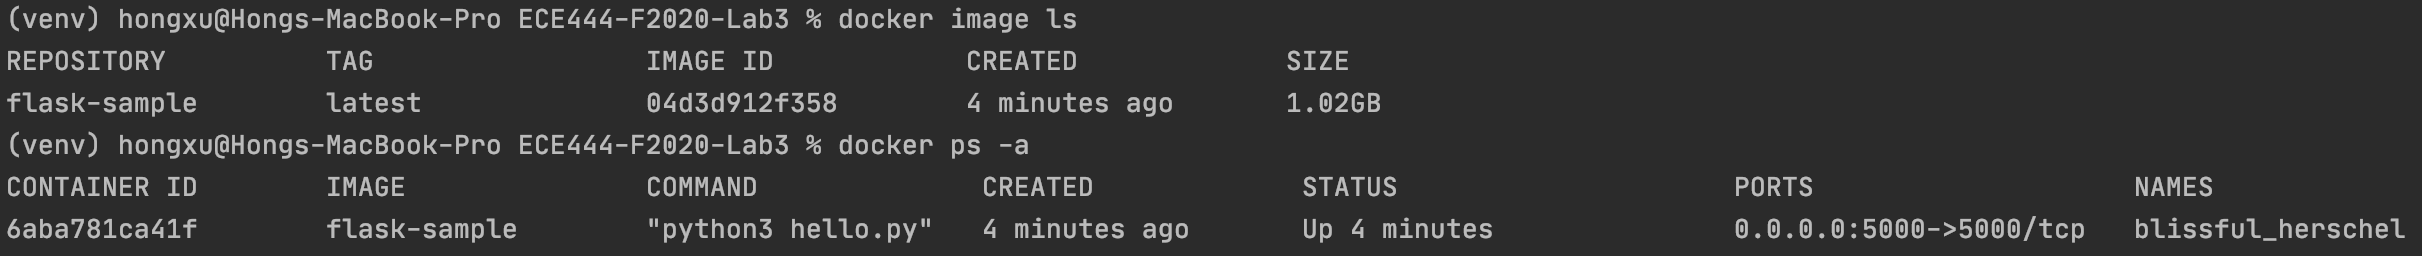 (venv) hongxu@Hongs-MacBook-Pro ECE444-F2020-Lab3 % docker image ls
REPOSITORY          TAG                 IMAGE ID            CREATED             SIZE
flask-sample        latest              04d3d912f358        4 minutes ago       1.02GB
(venv) hongxu@Hongs-MacBook-Pro ECE444-F2020-Lab3 % docker ps -a
CONTAINER ID        IMAGE               COMMAND              CREATED             STATUS                     PORTS                    NAMES
6aba781ca41f        flask-sample        "python3 hello.py"   4 minutes ago       Up 4 minutes               0.0.0.0:5000->5000/tcp   blissful_herschel